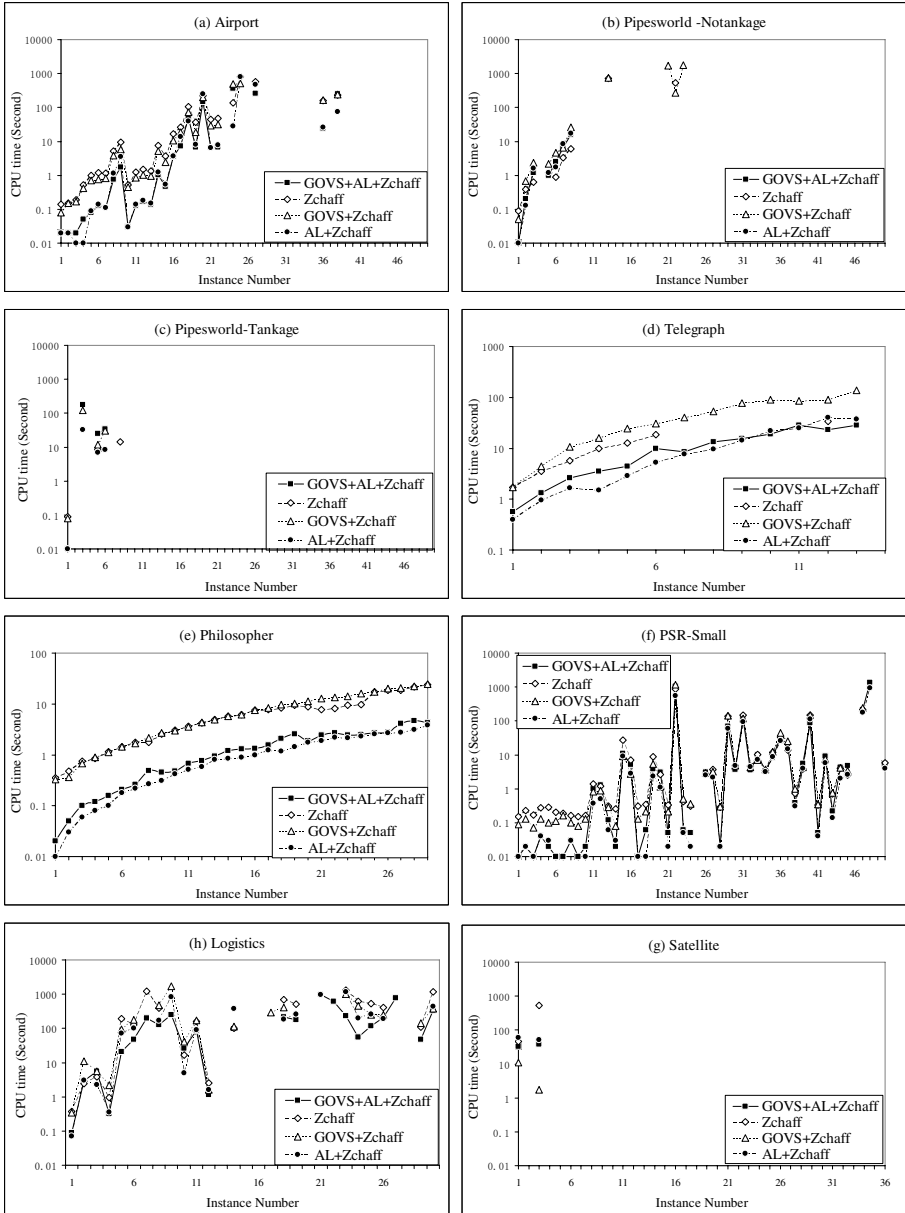 (a) Airport
10000
1000
100
10
1
0.1
0.01
CPU time (Second)
1 6 11 16 21 26 31 36 41 46
Instance Number
GOVS+AL+Zchaff
Zchaff
GOVS+Zchaff
AL+Zchaff
(b) Pipesworld -Notankage
10000
1000
100
10
1
0.1
0.01
CPU time (Second)
1 6 11 16 21 26 31 36 41 46
Instance Number
GOVS+AL+Zchaff
Zchaff
GOVS+Zchaff
AL+Zchaff
(c) Pipesworld-Tankage
10000
1000
100
10
1
0.1
0.01
CPU time (Second)
1 6 11 16 21 26 31 36 41 46
Instance Number
GOVS+AL+Zchaff
Zchaff
GOVS+Zchaff
AL+Zchaff
(d) Telegraph
1000
100
10
1
0.1
CPU time (Second)
1 6 11
Instance Number
GOVS+AL+Zchaff
Zchaff
GOVS+Zchaff
AL+Zchaff
(e) Philosopher
100
10
1
0.1
0.01
CPU time (Second)
1 6 11 16 21 26
Instance Number
GOVS+AL+Zchaff
Zchaff
GOVS+Zchaff
AL+Zchaff
(f) PSR-Small
10000
1000
100
10
1
0.1
0.01
CPU time (Second)
1 6 11 16 21 26 31 36 41 46
Instance Number
GOVS+AL+Zchaff
Zchaff
GOVS+Zchaff
AL+Zchaff
(h) Logistics
10000
1000
100
10
1
0.1
0.01
CPU time (Second)
1 6 11 16 21 26
Instance Number
GOVS+AL+Zchaff
Zchaff
GOVS+Zchaff
AL+Zchaff
(g) Satellite
10000
1000
100
10
1
0.1
0.01
CPU time (Second)
1 6 11 16 21 26 31 36
Instance Number
GOVS+AL+Zchaff
Zchaff
GOVS+Zchaff
AL+Zchaff